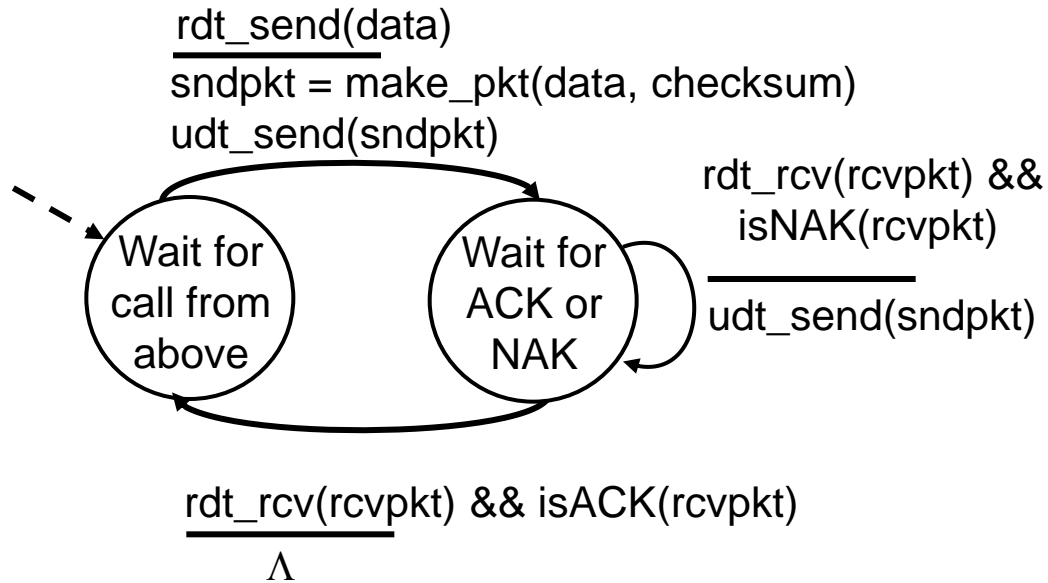 rdt_send(data)
sndpkt = make_pkt(data, checksum)
udt_send(sndpkt)
Wait for
call from
above
Wait for
ACK or
NAK
rdt_rcv(rcvpkt) &&
isNAK(rcvpkt)
udt_send(sndpkt)
rdt_rcv(rcvpkt) && isACK(rcvpkt)
Λ